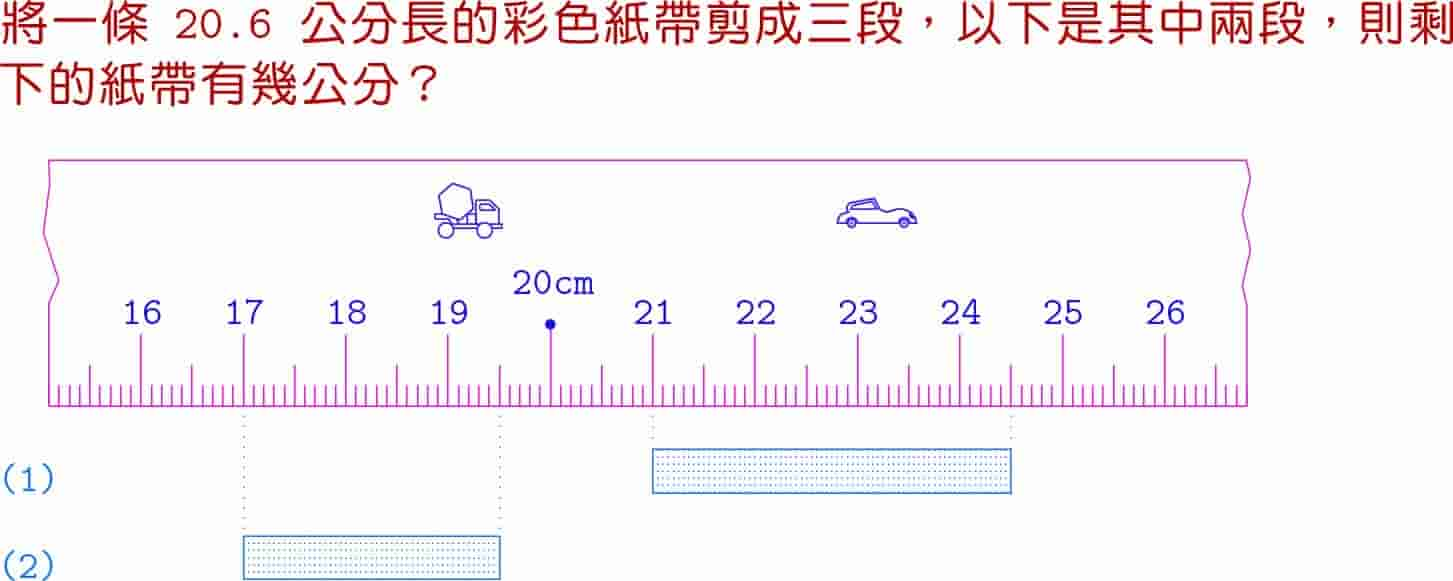 將一條 20.6 公分長的彩色紙帶剪成三段，以下是其中兩段，則剩
下的紙帶有幾公分？
20cm
16 17 18 19 21 22 23 24 25 26
(1)
(2)